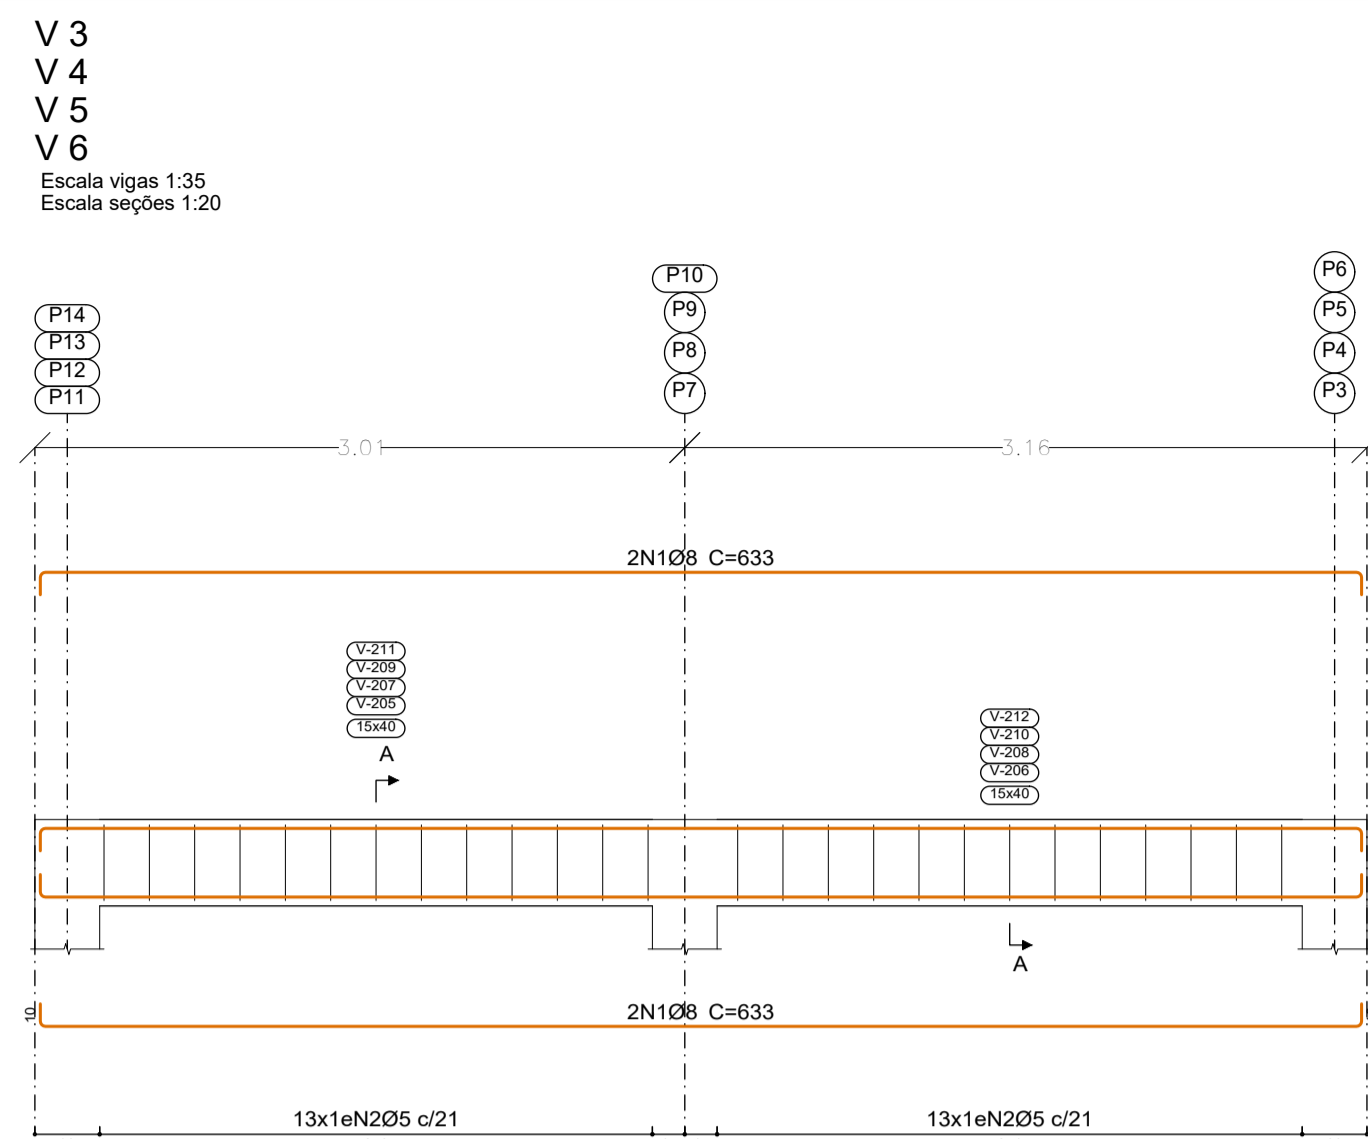 V 3
V 4
V 5
V 6
Escala vigas 1:35
Escala seções 1:20
P14
P13
P12
P11
P10
P9
P8
P7
P6
P5
P4
P3
3.01
3.16
2N1Ø8 C=633
V-211
V-209
V-207
V-205
15x40
A
V-212
V-210
V-208
V-206
15x40
A
10
2N1Ø8 C=633
13x1eN2Ø5 c/21
13x1eN2Ø5 c/21